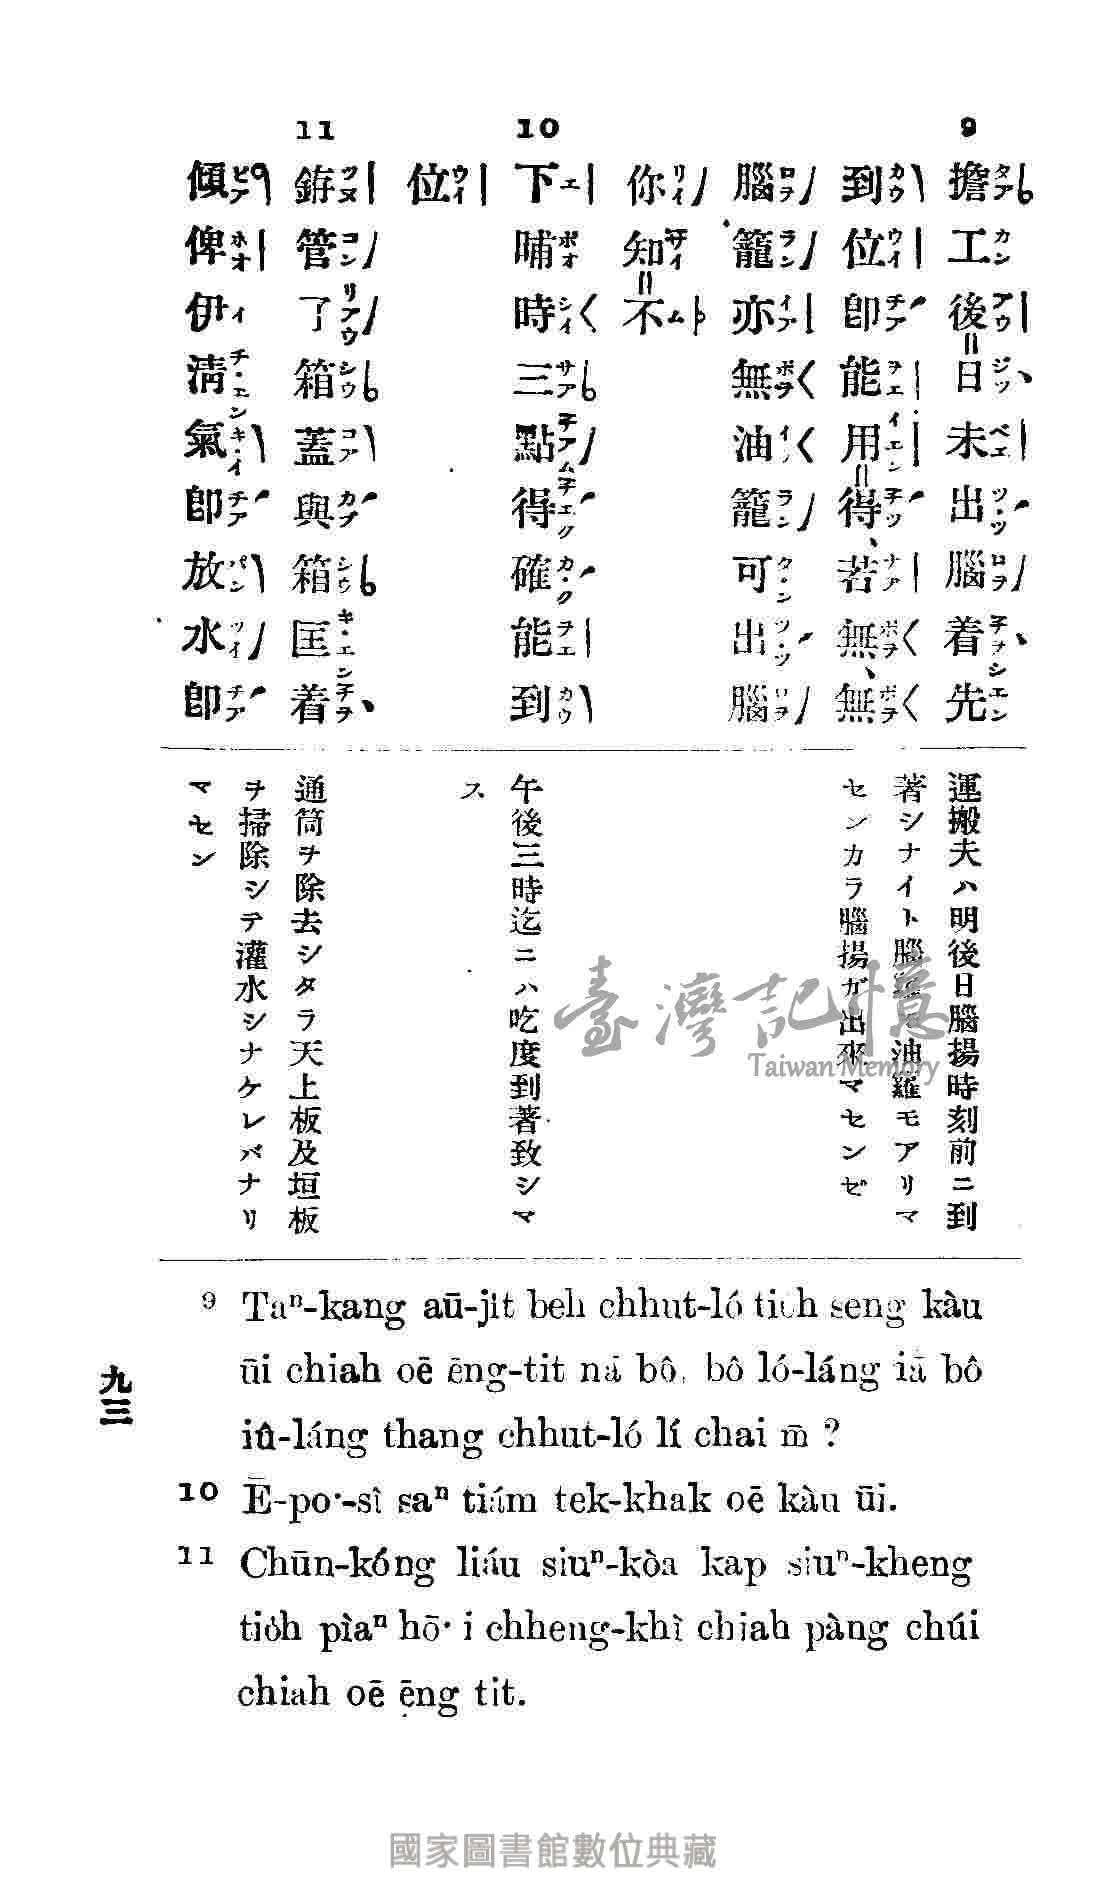 9
擔工後日未出腦着先
到位卽能用得若無無
腦籠亦無油籠可出腦
你知不
10
下晡時三點得確能到
位
11
管了箱蓋與箱匡着
傾俾伊淸氣卽放水卽
運搬夫ハ明後日腦揚時刻前ニ到
著シナイト腦羅モ油羅モアリマ
センカラ腦揚ガ出來マセンゼ
午後三時迄ニハ吃度到著致シマ
ス
通筒ヲ除去シタラ天上板及垣板
ヲ掃除シテ灌水シナケレバナリ
マセン
9 Taⁿ-kang aū-ji̍t beh chhut-ló tio̍h seng kàu
ūi chiah oē ēng-tit nā bô, bô ló-láng iā bô
iû-láng thang chhut-ló lí chai m̄ ?
10 Ē-po͘-sî saⁿ tiám tek-khak oē kàu ūi.
11 Chūn-kóng liáu siuⁿ-kòa kap siuⁿ-kheng
tio̍h pìaⁿ hō͘ i chheng-khì chiah pàng chúi
chiah oē ēng tit.
九三
臺灣記憶
Taiwan Memory
國家圖書館數位典藏